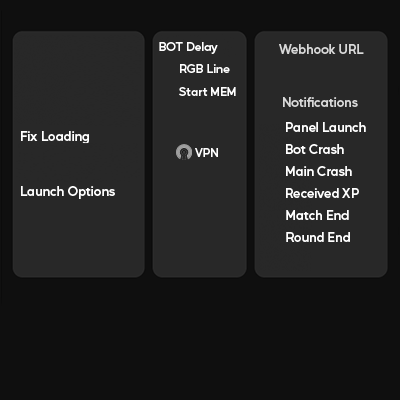 Fix Loading
Launch Options
BOT Delay
RGB Line
Start MEM
VPN
Webhook URL
Notifications
Panel Launch
Bot Crash
Main Crash
Received XP
Match End
Round End